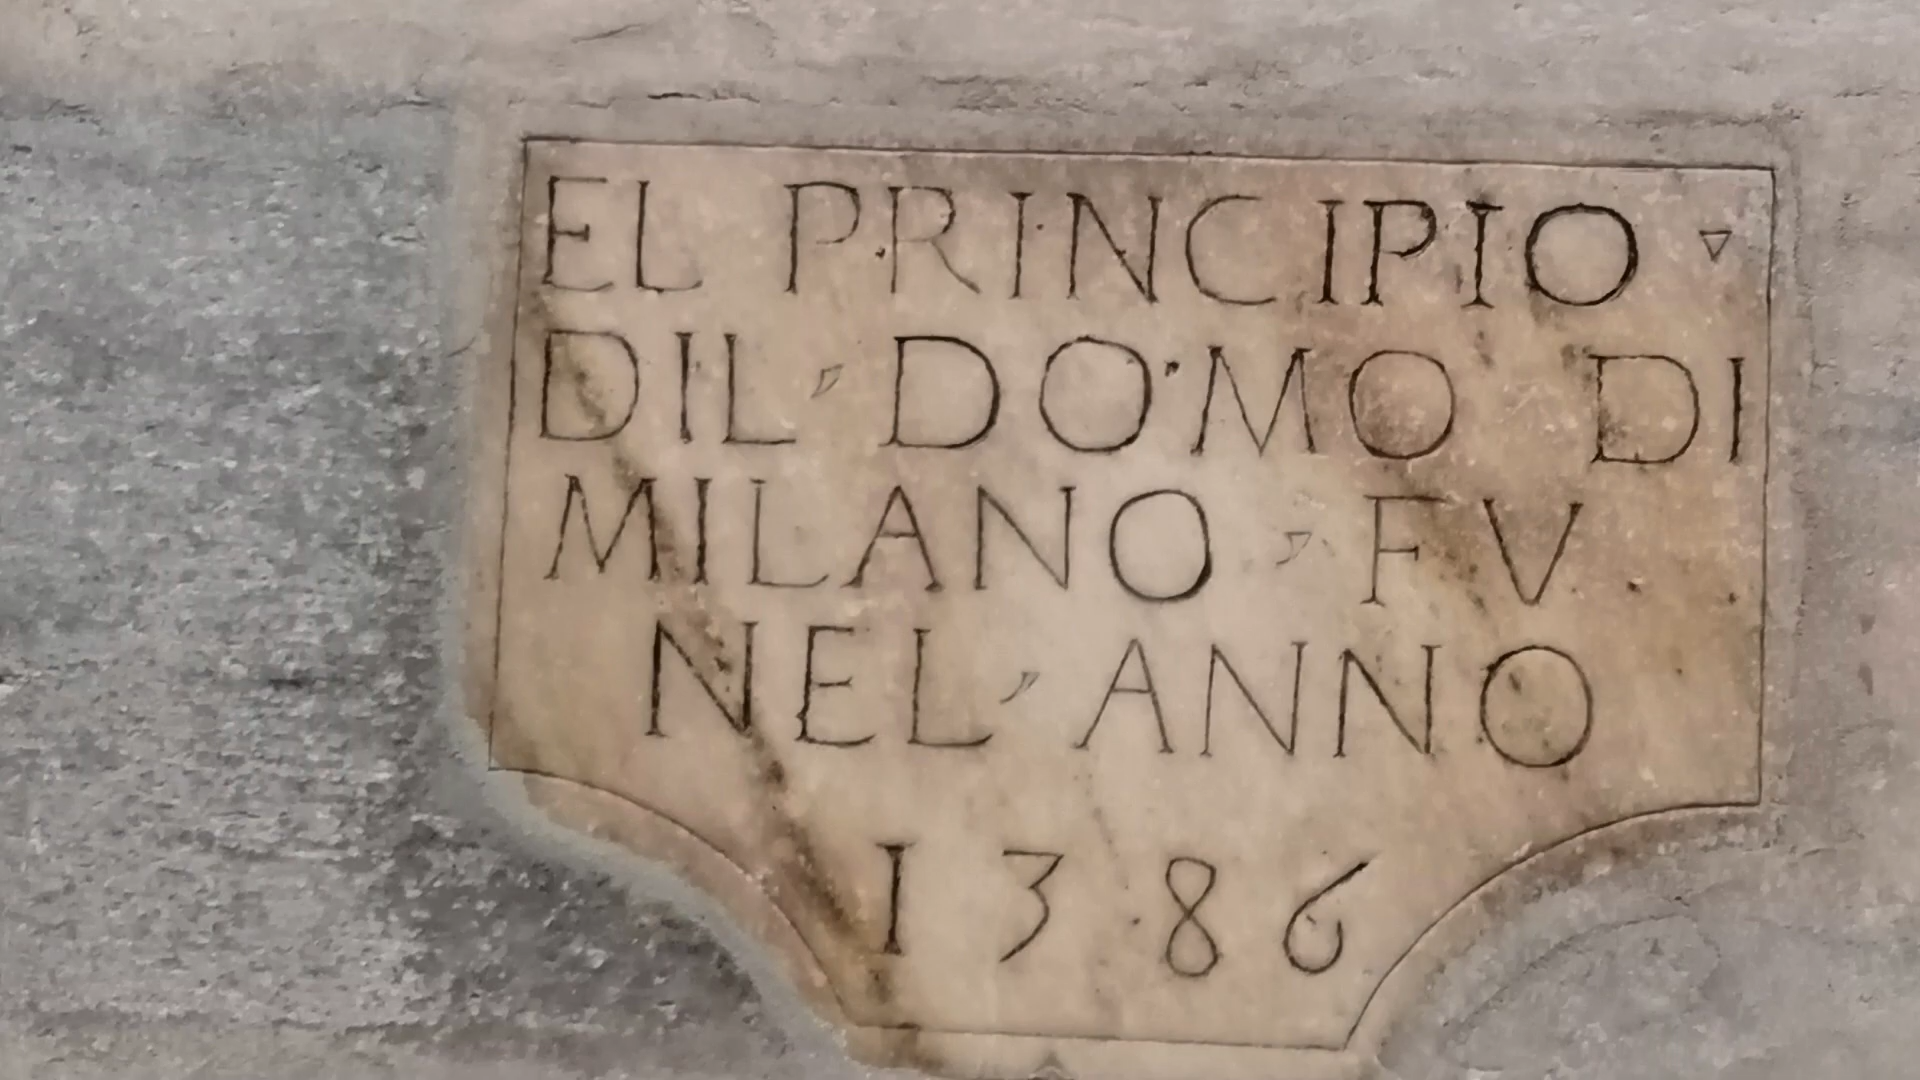 EL PRINCIPIO
DIL DOMO DI
MILANO FV
NEL ANNO
1386